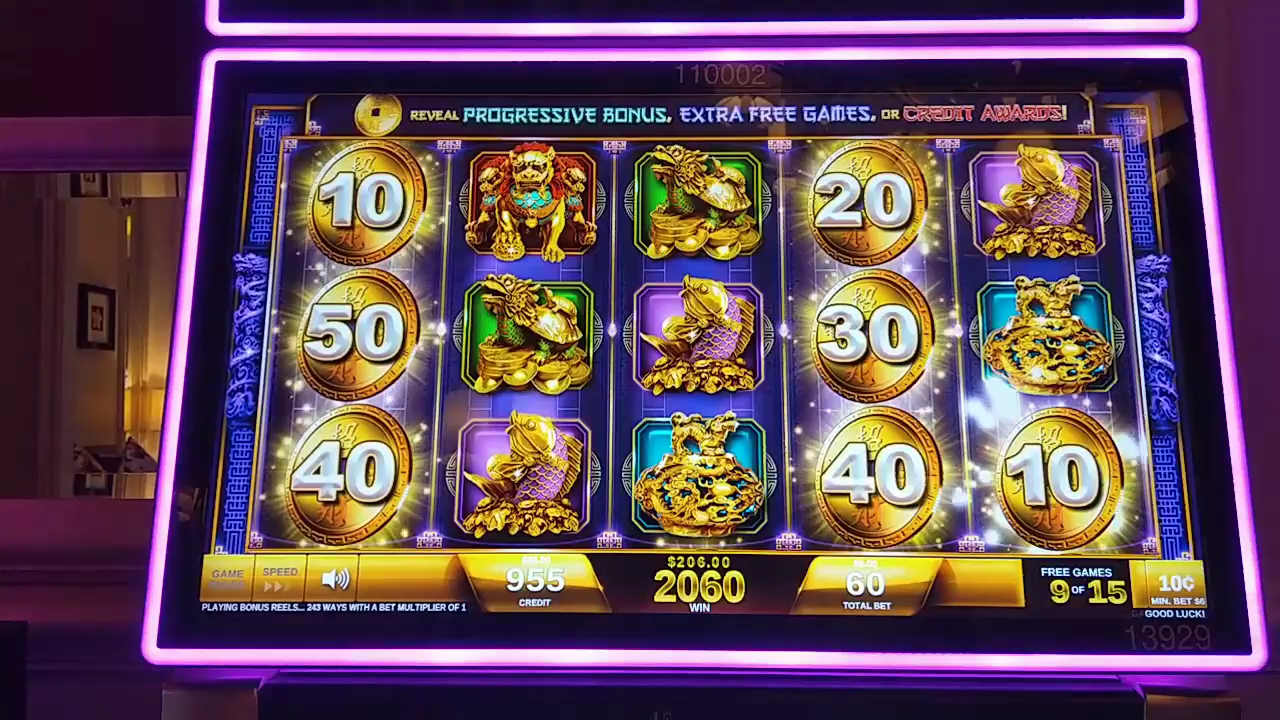 110002
REVEAL PROGRESSIVE BONUS, EXTRA FREE GAMES, OR CREDIT AWARDS!
10
20
50
30
40
40
10
GAME
SPEED
955
CREDIT
$206.00
2060
WIN
60
TOTAL BET
FREE GAMES
9 OF 15
10¢
MIN. BET $6
PLAYING BONUS REELS... 243 WAYS WITH A BET MULTIPLIER OF 1
GOOD LUCK!
13929